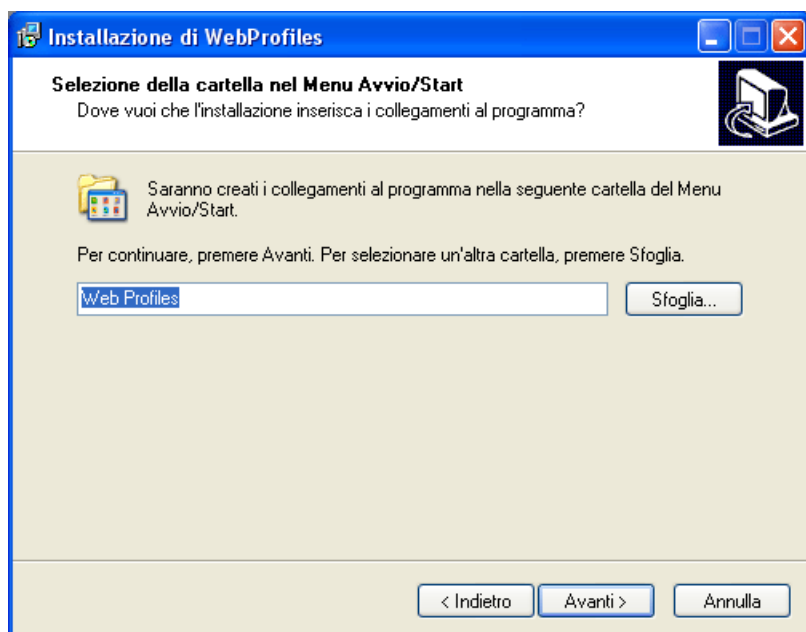 Installazione di WebProfiles
Selezione della cartella nel Menu Avvio/Start
Dove vuoi che l'installazione inserisca i collegamenti al programma?
Saranno creati i collegamenti al programma nella seguente cartella del Menu
Avvio/Start.
Per continuare, premere Avanti. Per selezionare un'altra cartella, premere Sfoglia.
Web Profiles
Sfoglia...
< Indietro
Avanti >
Annulla